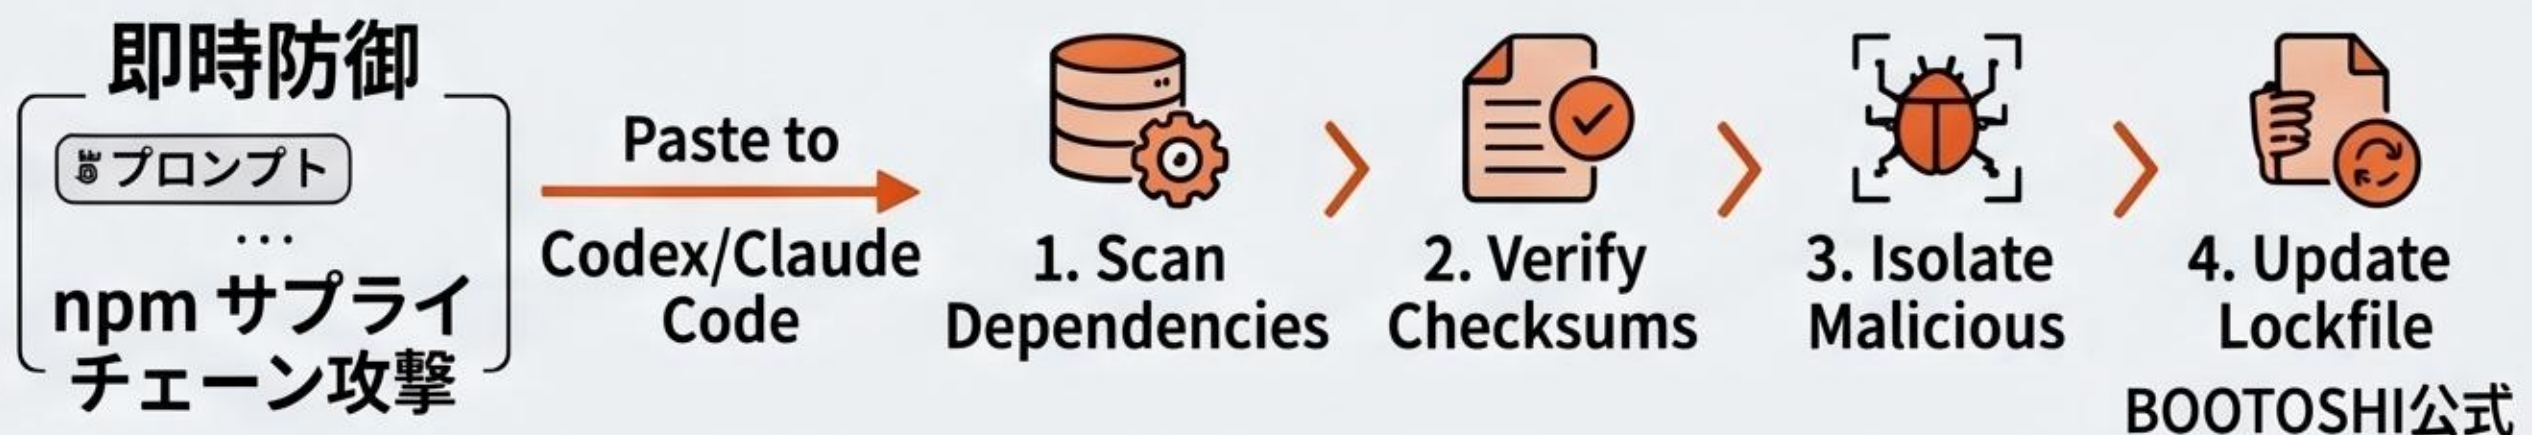 即時防御
プロンプト
...
npm サプライ
チェーン攻撃
Paste to
Codex/Claude
Code
1. Scan
Dependencies
2. Verify
Checksums
3. Isolate
Malicious
4. Update
Lockfile
BOOTOSHI公式